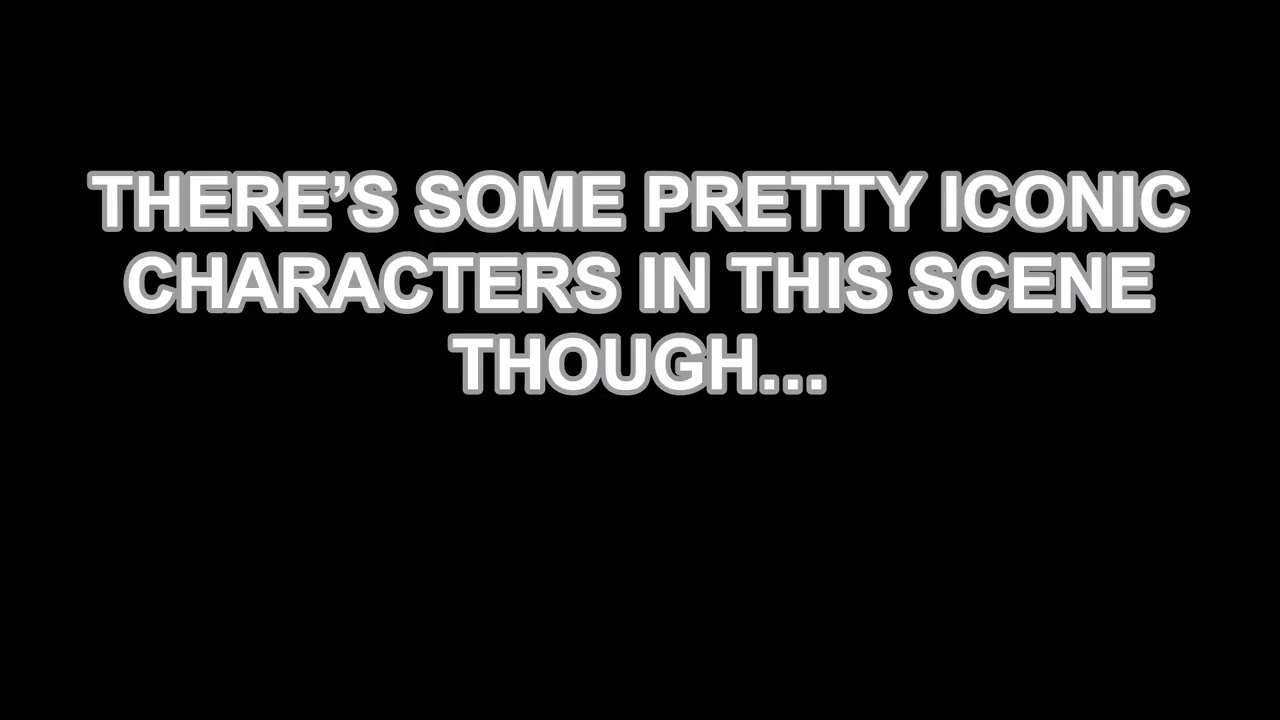 THERE’S SOME PRETTY ICONIC
CHARACTERS IN THIS SCENE
THOUGH...